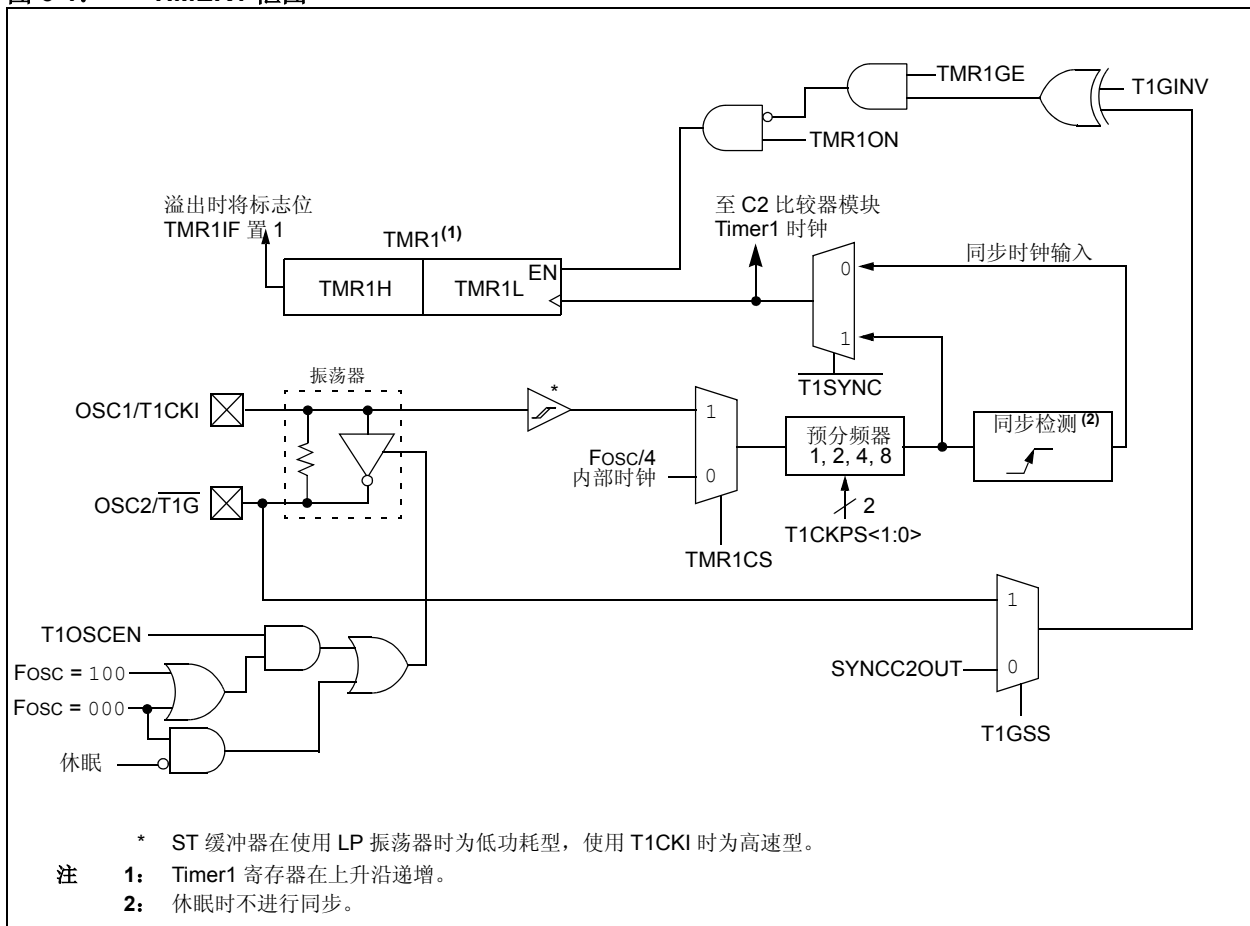 TMR1GE
T1GINV
TMR1ON
溢出时将标志位
TMR1IF 置 1
TMR1(1)
至 C2 比较器模块
Timer1 时钟
同步时钟输入
EN
TMR1H
TMR1L
0
1
T1SYNC
振荡器
*
OSC1/T1CKI
1
FOSC/4
内部时钟
0
预分频器
1, 2, 4, 8
同步检测 (2)
OSC2/T1G
2
T1CKPS<1:0>
TMR1CS
1
T1OSCEN
SYNCC2OUT
0
FOSC = 100
FOSC = 000
T1GSS
休眠
* ST 缓冲器在使用 LP 振荡器时为低功耗型，使用 T1CKI 时为高速型。
注 1： Timer1 寄存器在上升沿递增。
2： 休眠时不进行同步。